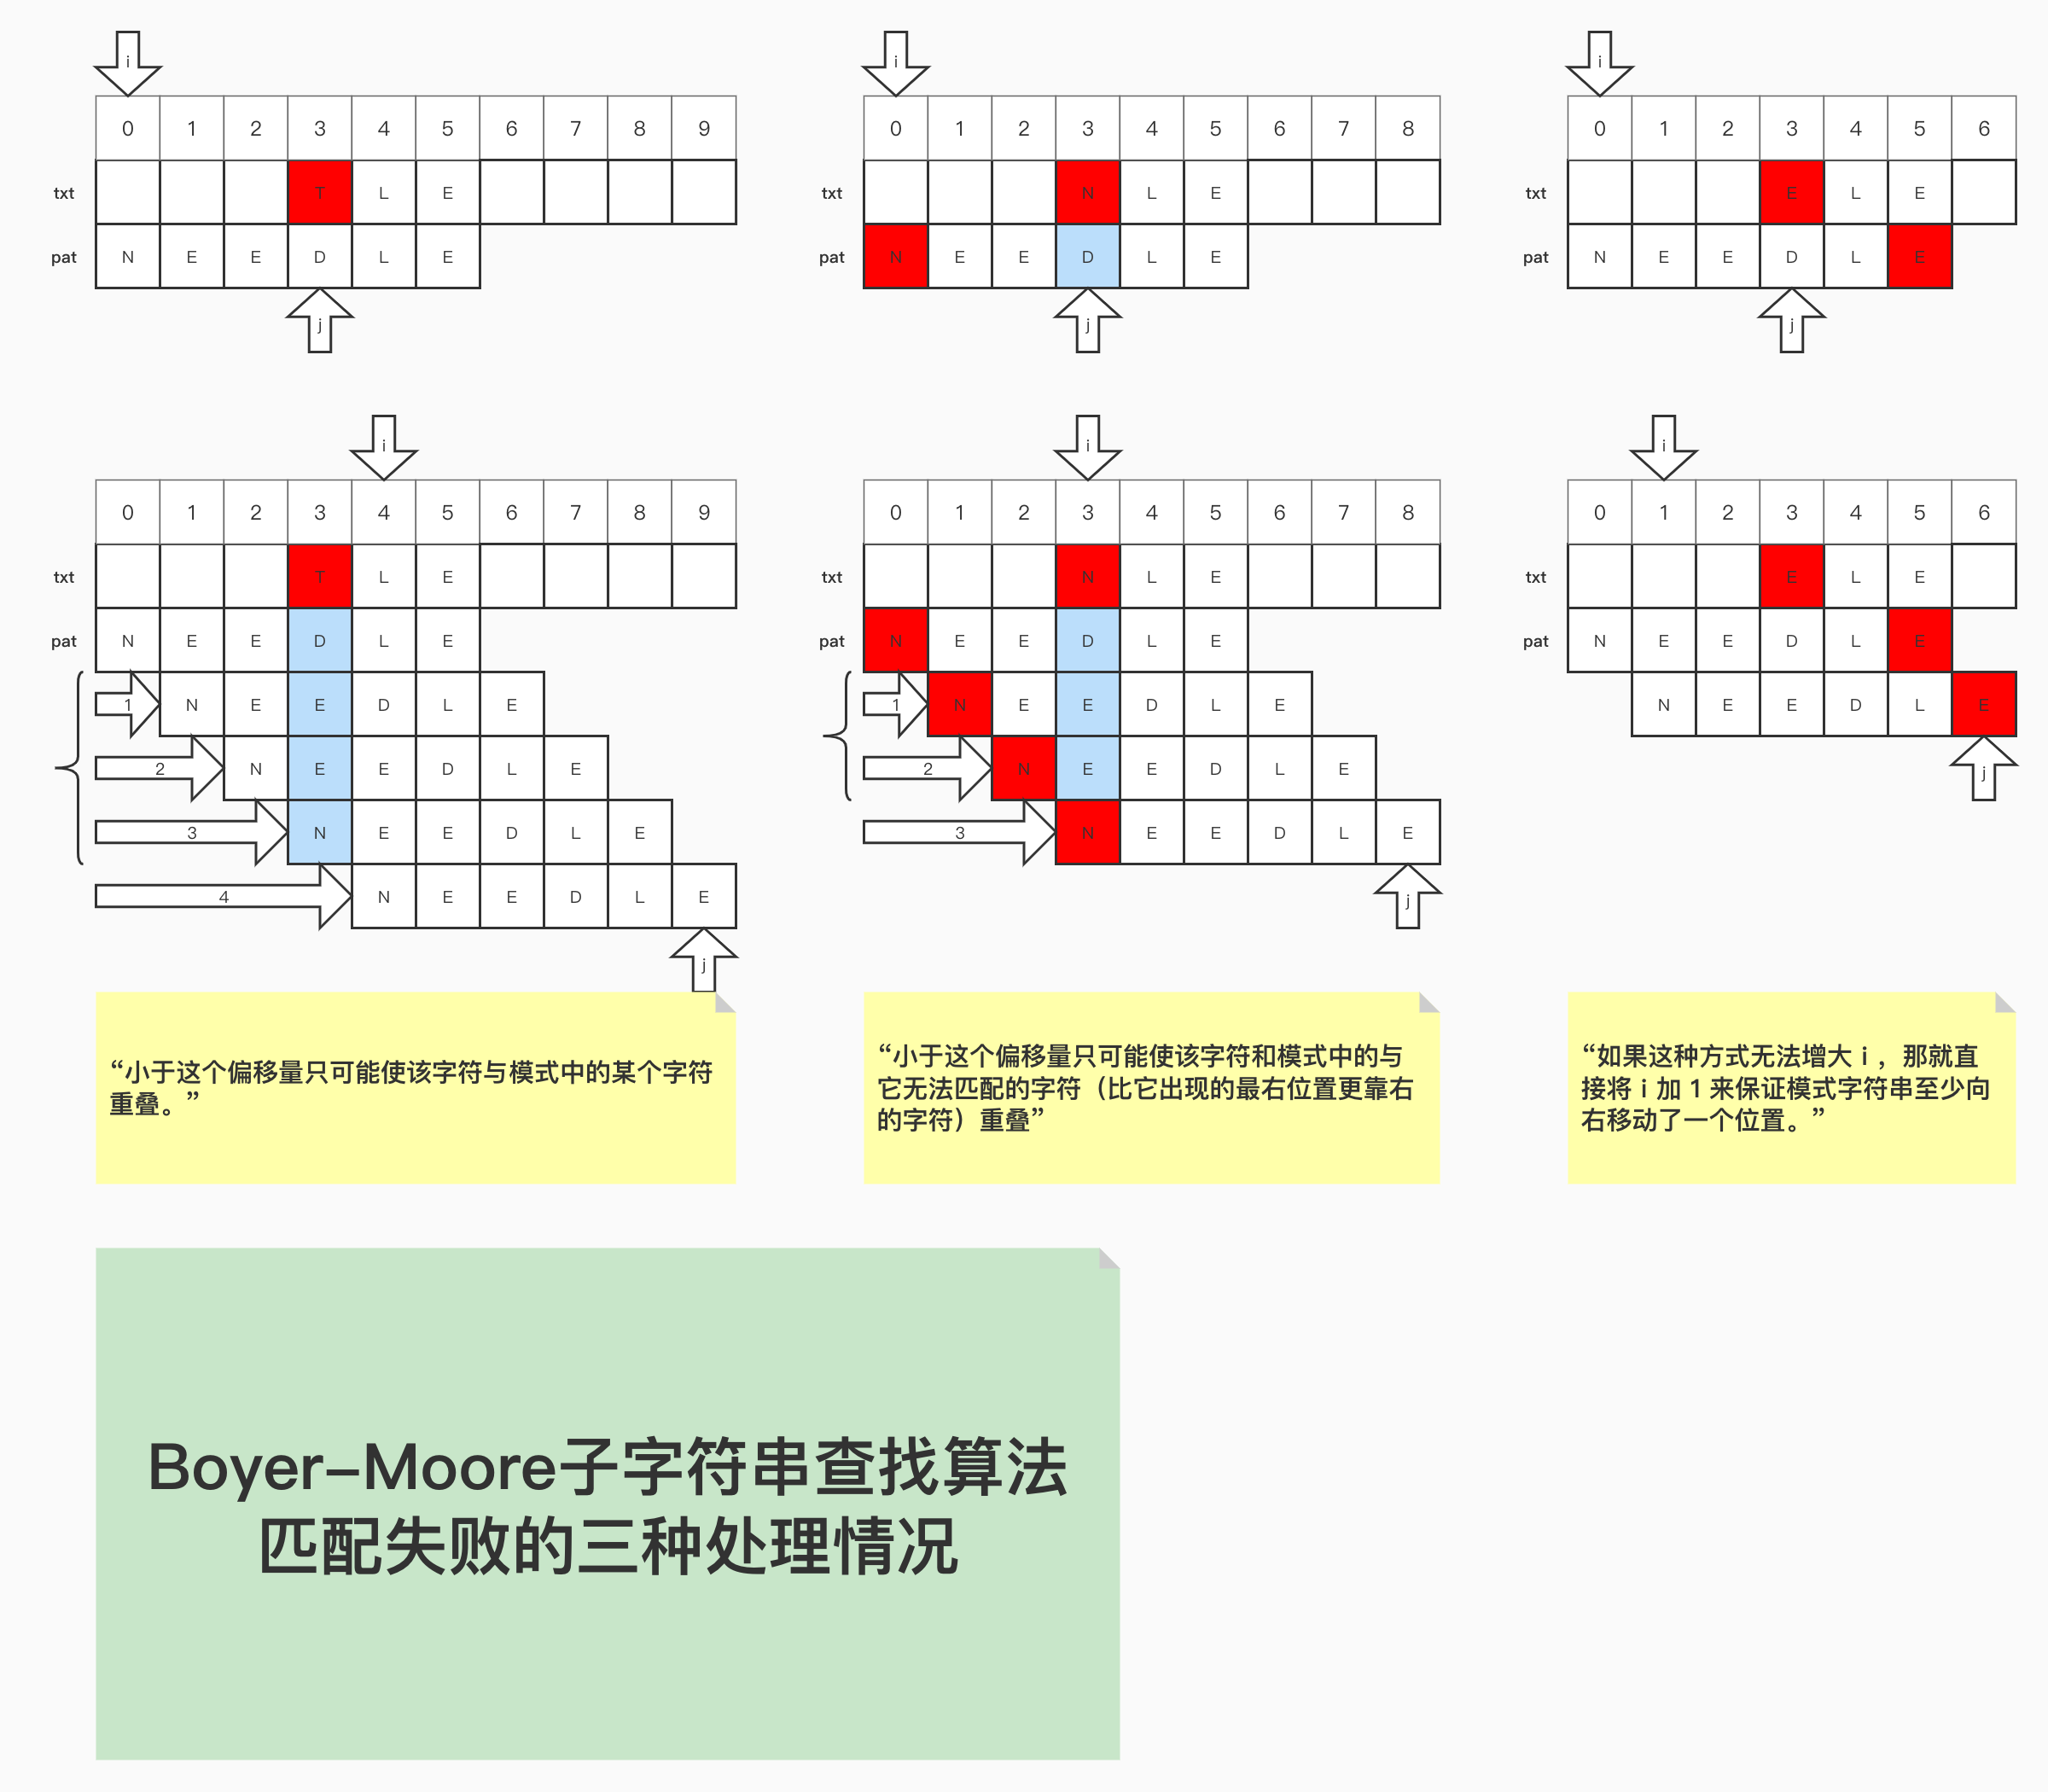 i i i
0 1 2 3 4 5 6 7 8 9 0 1 2 3 4 5 6 7 8 0 1 2 3 4 5 6
txt T L E txt N L E txt E L E
pat N E E D L E pat N E E D L E pat N E E D L E
j j j
i i i
0 1 2 3 4 5 6 7 8 9 0 1 2 3 4 5 6 7 8 0 1 2 3 4 5 6
txt T L E txt N L E txt E L E
pat N E E D L E pat N E E D L E pat N E E D L E
1 N E E D L E 1 N E E D L E N E E D L E
2 N E E D L E 2 N E E D L E j
3 N E E D L E 3 N E E D L E
4 N E E D L E j
j
“小于这个偏移量只可能使该字符与模式中的某个字符
重叠。”
“小于这个偏移量只可能使该字符和模式中的与
它无法匹配的字符（比它出现的最右位置更靠右
的字符）重叠”
“如果这种方式无法增大 i ，那就直
接将 i 加 1 来保证模式字符串至少向
右移动了一个位置。”
Boyer-Moore子字符串查找算法
匹配失败的三种处理情况